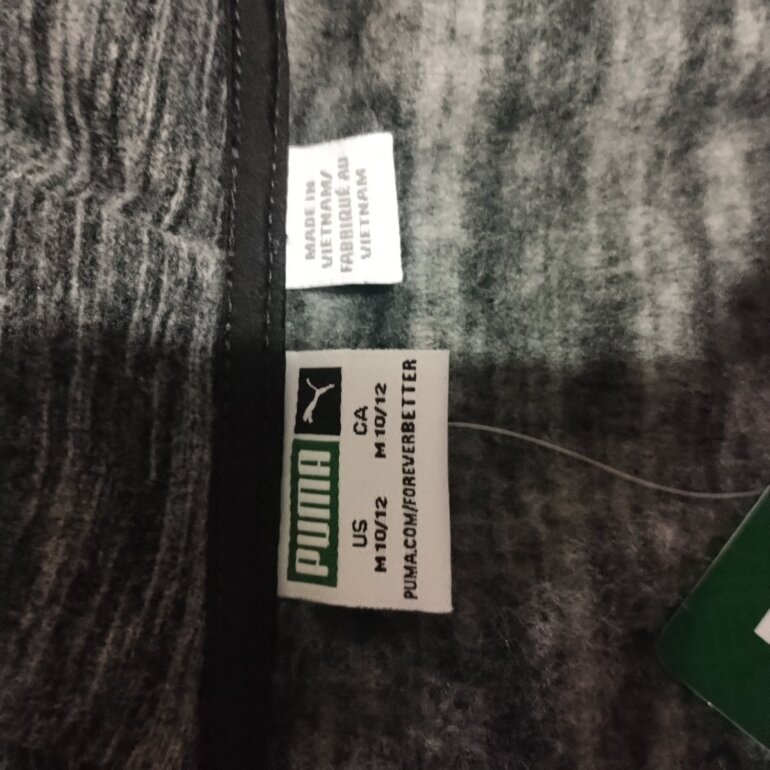 MADE IN
VIETNAM/
FABRIQUÉ AU
VIETNAM
PUMA
US CA
M 10/12 M 10/12
PUMA.COM/FOREVERBETTER